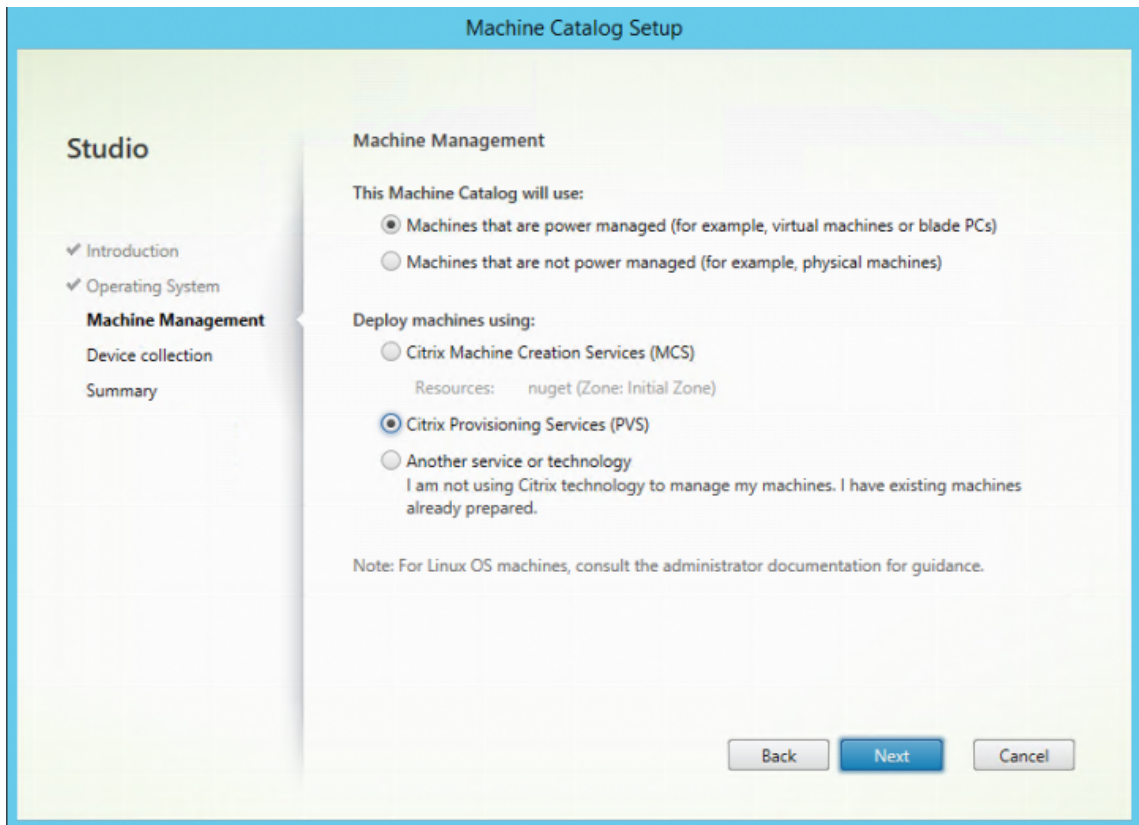 Machine Catalog Setup
Studio
Introduction
Operating System
Machine Management
Device collection
Summary
Machine Management
This Machine Catalog will use:
Machines that are power managed (for example, virtual machines or blade PCs)
Machines that are not power managed (for example, physical machines)
Deploy machines using:
Citrix Machine Creation Services (MCS)
Resources: nuget (Zone: Initial Zone)
Citrix Provisioning Services (PVS)
Another service or technology
I am not using Citrix technology to manage my machines. I have existing machines
already prepared.
Note: For Linux OS machines, consult the administrator documentation for guidance.
Back Next Cancel